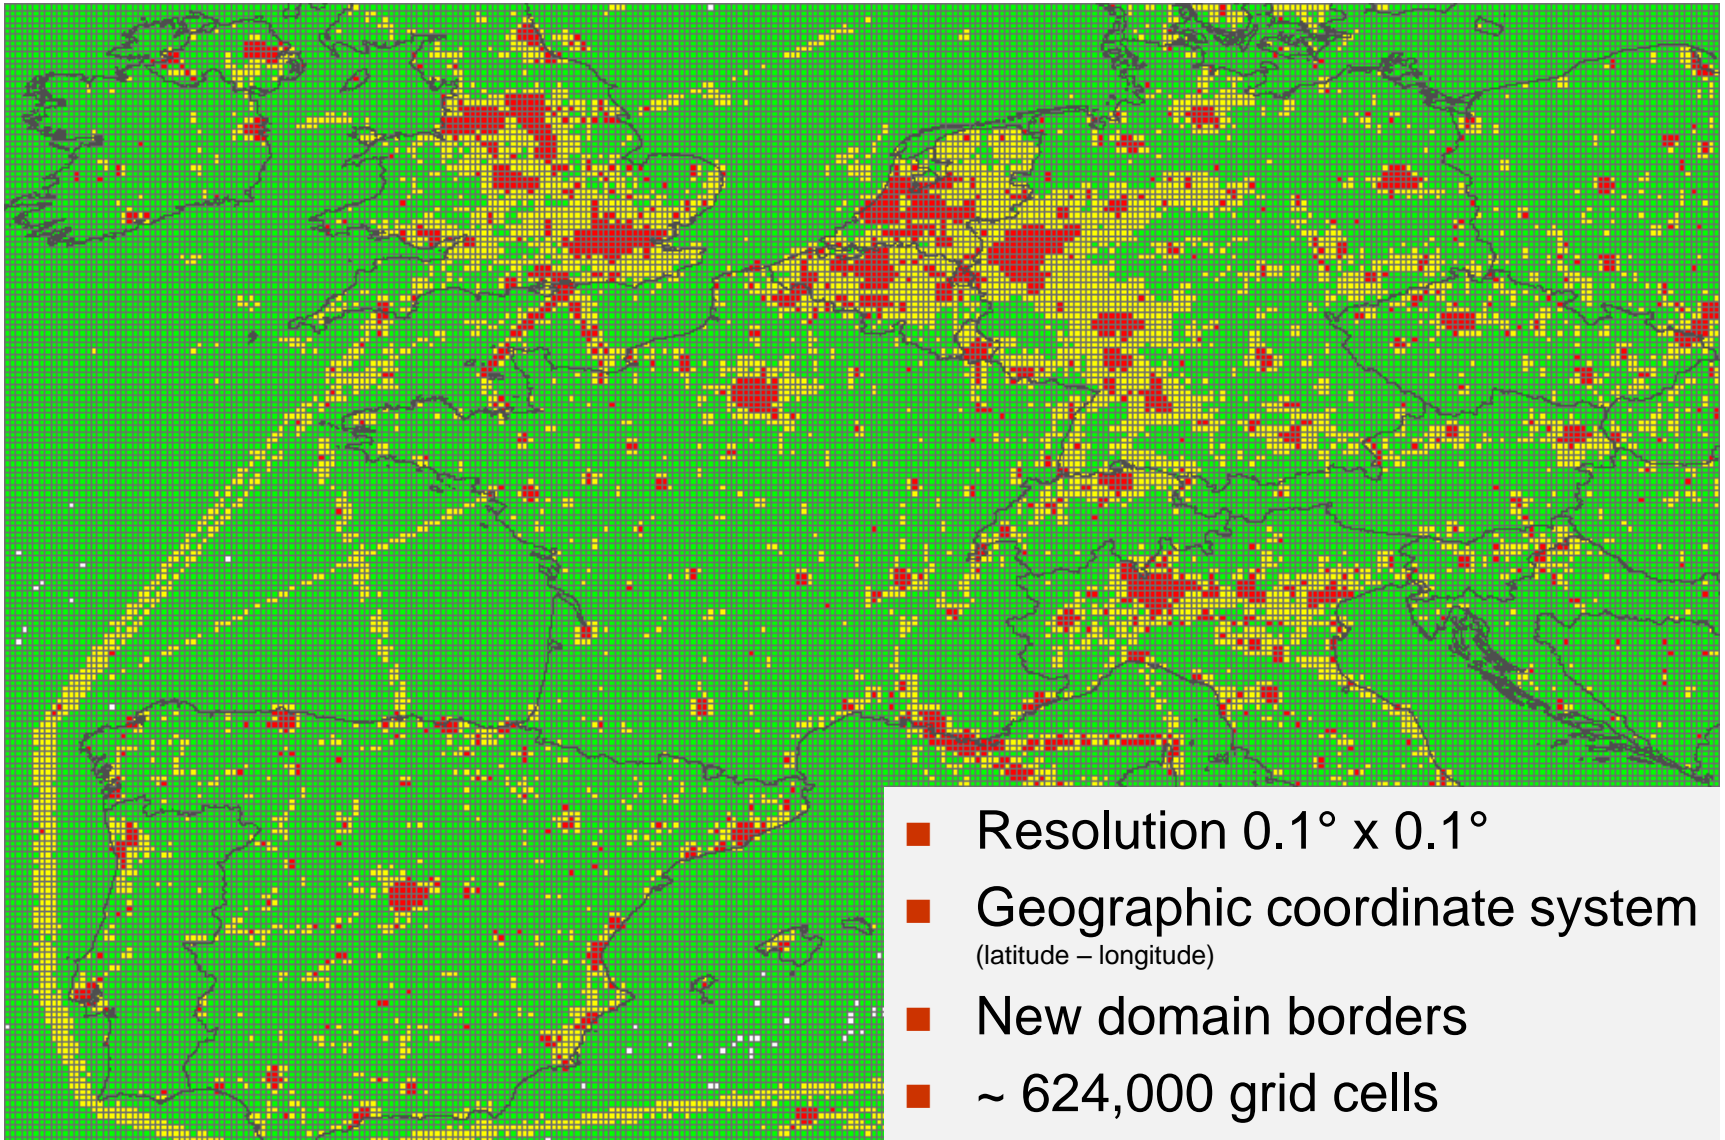 Resolution 0.1° x 0.1°
Geographic coordinate system
(latitude – longitude)
New domain borders
~ 624,000 grid cells